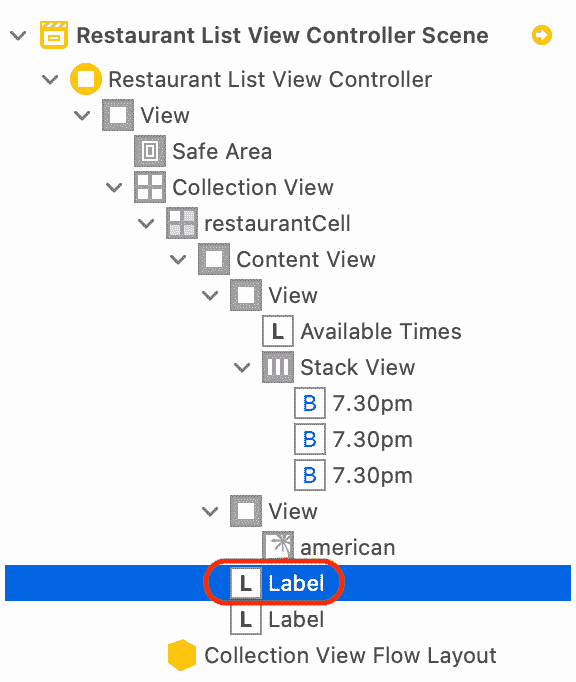 Restaurant List View Controller Scene
Restaurant List View Controller
View
Safe Area
Collection View
restaurantCell
Content View
View
L Available Times
Stack View
B 7.30pm
B 7.30pm
B 7.30pm
View
american
L Label
L Label
Collection View Flow Layout